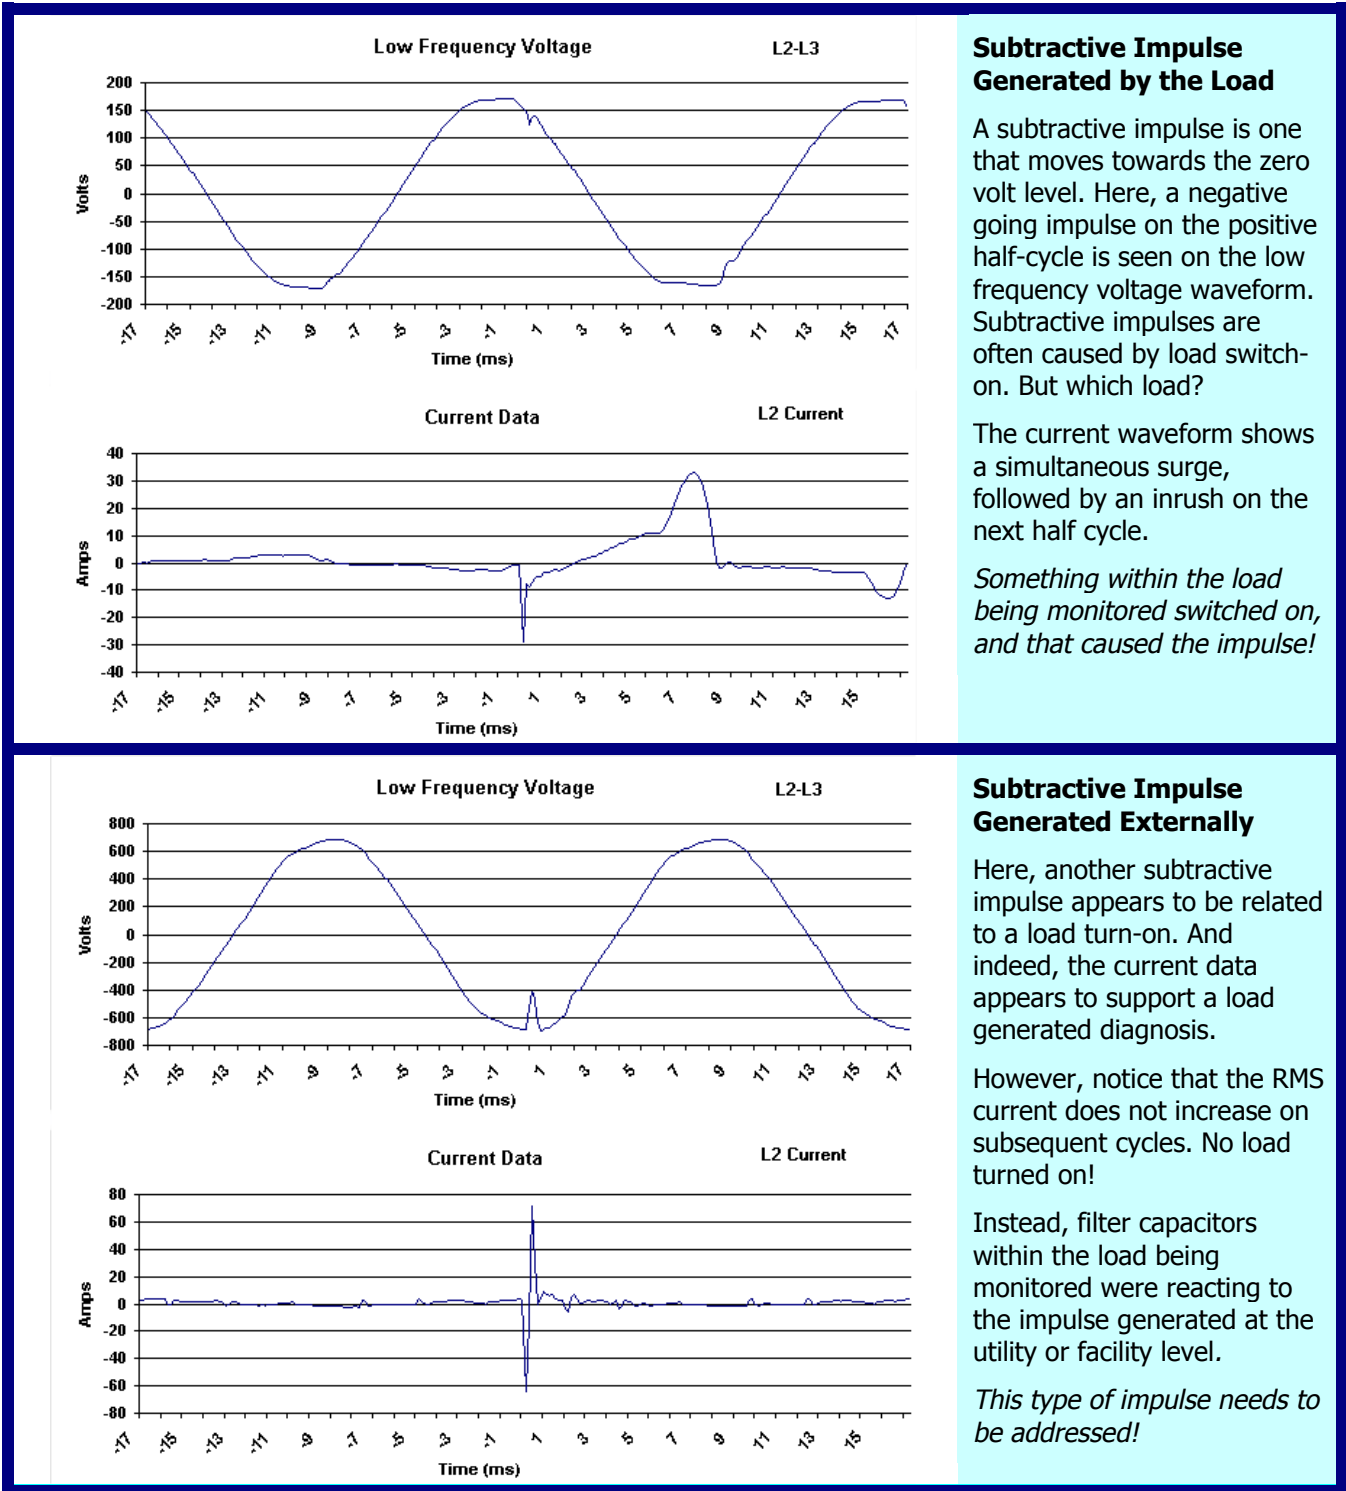 Low Frequency Voltage L2-L3
200
150
100
50
0
-50
-100
-150
-200
Volts
-17 -15 -13 -11 -9 -7 -5 -3 -1 1 3 5 7 9 11 13 15 17
Time (ms)
Current Data L2 Current
40
30
20
10
0
-10
-20
-30
-40
Amps
-17 -15 -13 -11 -9 -7 -5 -3 -1 1 3 5 7 9 11 13 15
Time (ms)
Subtractive Impulse
Generated by the Load
A subtractive impulse is one
that moves towards the zero
volt level. Here, a negative
going impulse on the positive
half-cycle is seen on the low
frequency voltage waveform.
Subtractive impulses are
often caused by load switch-
on. But which load?
The current waveform shows
a simultaneous surge,
followed by an inrush on the
next half cycle.
Something within the load
being monitored switched on,
and that caused the impulse!
Low Frequency Voltage L2-L3
800
600
400
200
0
-200
-400
-600
-800
Volts
-17 -15 -13 -11 -9 -7 -5 -3 -1 1 3 5 7 9 11 13 15 17
Time (ms)
Current Data L2 Current
80
60
40
20
0
-20
-40
-60
-80
Amps
-17 -15 -13 -11 -9 -7 -5 -3 -1 1 3 5 7 9 11 13 15
Time (ms)
Subtractive Impulse
Generated Externally
Here, another subtractive
impulse appears to be related
to a load turn-on. And
indeed, the current data
appears to support a load
generated diagnosis.
However, notice that the RMS
current does not increase on
subsequent cycles. No load
turned on!
Instead, filter capacitors
within the load being
monitored were reacting to
the impulse generated at the
utility or facility level.
This type of impulse needs to
be addressed!